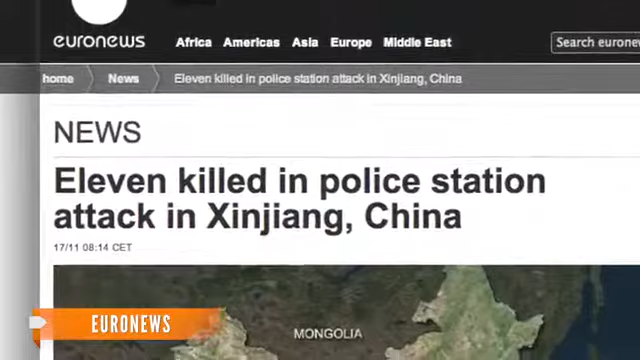 euronews
Africa Americas Asia Europe Middle East
Search
home News Eleven killed in police station attack in Xinjiang, China
NEWS
Eleven killed in police station
attack in Xinjiang, China
17/11 08:14 CET
MONGOLIA
EURONEWS